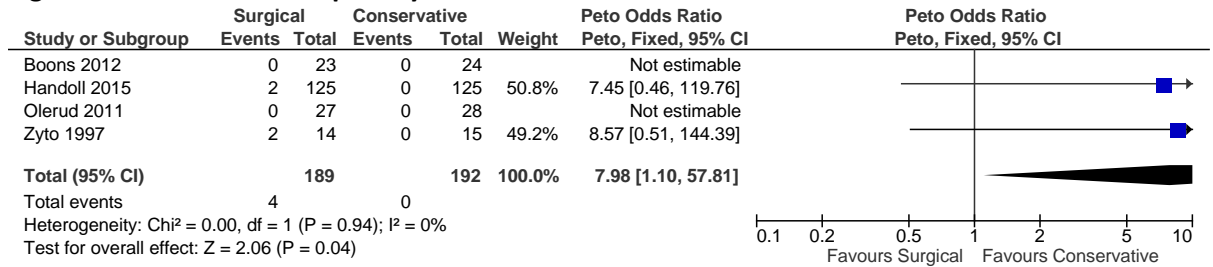 Surgical Conservative Peto Odds Ratio Peto Odds Ratio
Study or Subgroup Events Total Events Total Weight Peto, Fixed, 95% CI Peto, Fixed, 95% CI
Boons 2012 0 23 0 24 Not estimable
Handoll 2015 2 125 0 125 50.8% 7.45 [0.46, 119.76]
Olerud 2011 0 27 0 28 Not estimable
Zyto 1997 2 14 0 15 49.2% 8.57 [0.51, 144.39]
Total (95% CI) 189 192 100.0% 7.98 [1.10, 57.81]
Total events 4 0
Heterogeneity: Chi² = 0.00, df = 1 (P = 0.94); I² = 0%
Test for overall effect: Z = 2.06 (P = 0.04)
0.1 0.2 0.5 1 2 5 10
Favours Surgical Favours Conservative